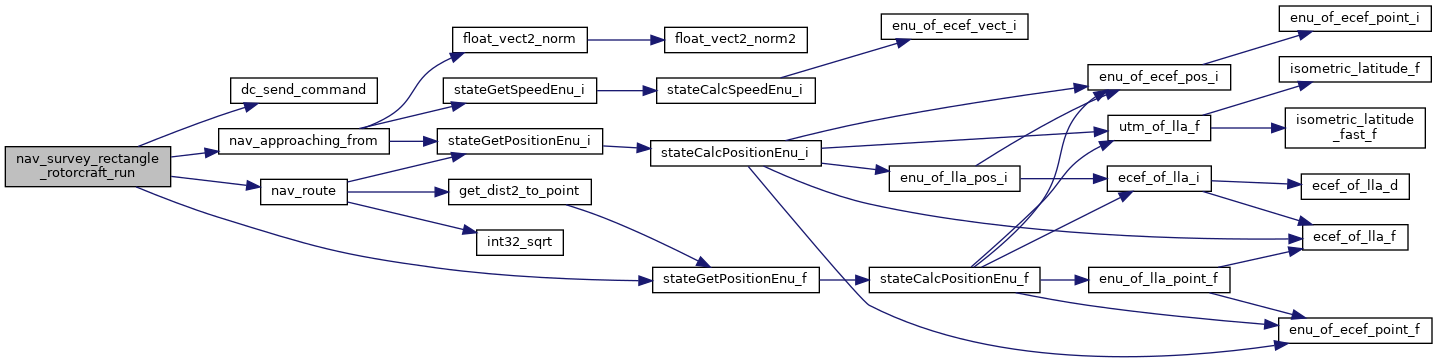 nav_survey_rectangle
_rotorcraft_run
dc_send_command
nav_approaching_from
nav_route
float_vect2_norm
stateGetSpeedEnu_i
stateGetPositionEnu_i
get_dist2_to_point
int32_sqrt
float_vect2_norm2
stateCalcSpeedEnu_i
stateCalcPositionEnu_i
stateGetPositionEnu_f
enu_of_ecef_vect_i
enu_of_lla_pos_i
stateCalcPositionEnu_f
enu_of_ecef_pos_i
utm_of_lla_f
ecef_of_lla_i
enu_of_lla_point_f
enu_of_ecef_point_i
isometric_latitude_f
isometric_latitude
_fast_f
ecef_of_lla_d
ecef_of_lla_f
enu_of_ecef_point_f